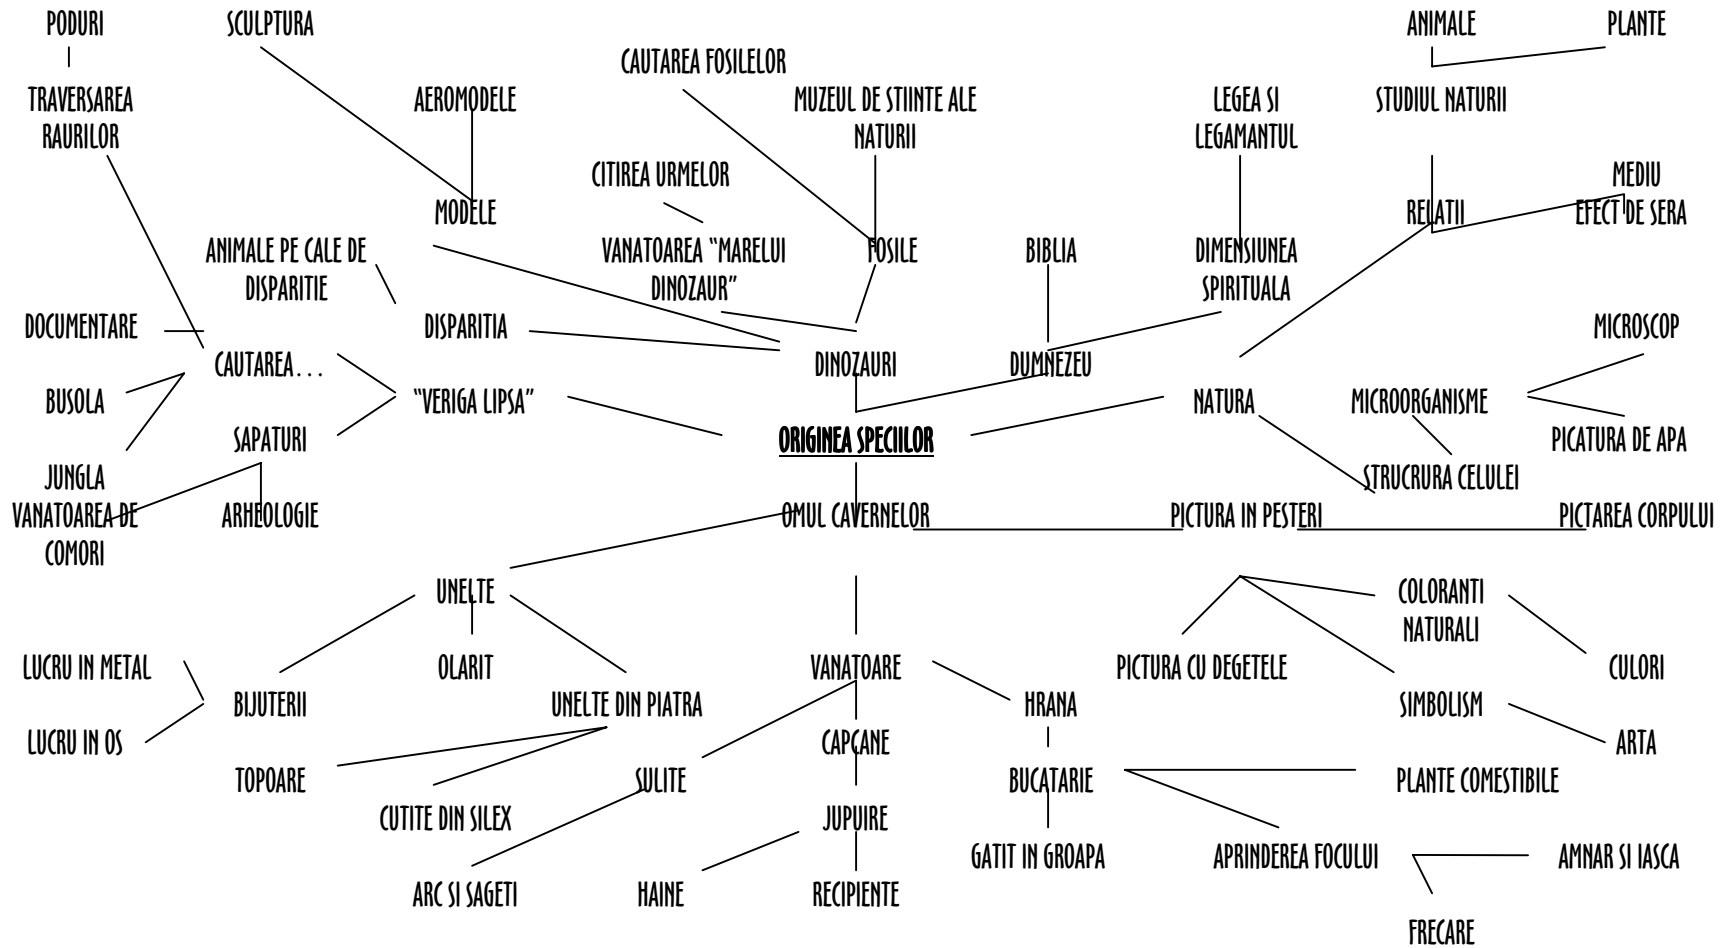 PODURI
SCULPTURA
ANIMALE
PLANTE
CAUTAREA FOSILELOR
TRAVERSAREA
RAURILOR
AEROMODELE
MUZEUL DE STIINTE ALE
NATURII
LEGEA SI
LEGAMANTUL
STUDIUL NATURII
CITIREA URMELOR
MEDIU
MODELE
RELATII
EFECT DE SERA
ANIMALE PE CALE DE
DISPARITIE
VANATOAREA “MARELUI
DINOZAUR”
FOSILE
BIBLIA
DIMENSIUNEA
SPIRITUALA
DOCUMENTARE
DISPARITIA
MICROSCOP
CAUTAREA...
DINOZAURI
DUMNEZEU
BUSOLA
“VERIGA LIPSA”
NATURA
MICROORGANISME
SAPATURI
ORIGINEA SPECIILOR
PICATURA DE APA
JUNGLA
STRUCRURA CELULEI
VANATOAREA DE
COMORI
ARHEOLOGIE
OMUL CAVERNELOR
PICTURA IN PESTERI
PICTAREA CORPULUI
UNELTE
COLORANTI
NATURALI
LUCRU IN METAL
OLARIT
VANATOARE
PICTURA CU DEGETELE
CULORI
BIJUTERII
UNELTE DIN PIATRA
HRANA
SIMBOLISM
LUCRU IN OS
CAPCANE
ARTA
TOPOARE
SULITE
BUCATARIE
PLANTE COMESTIBILE
CUTITE DIN SILEX
JUPUIRE
GATIT IN GROAPA
APRINDEREA FOCULUI
AMNAR SI IASCA
ARC SI SAGETI
HAINE
RECIPIENTE
FRECARE